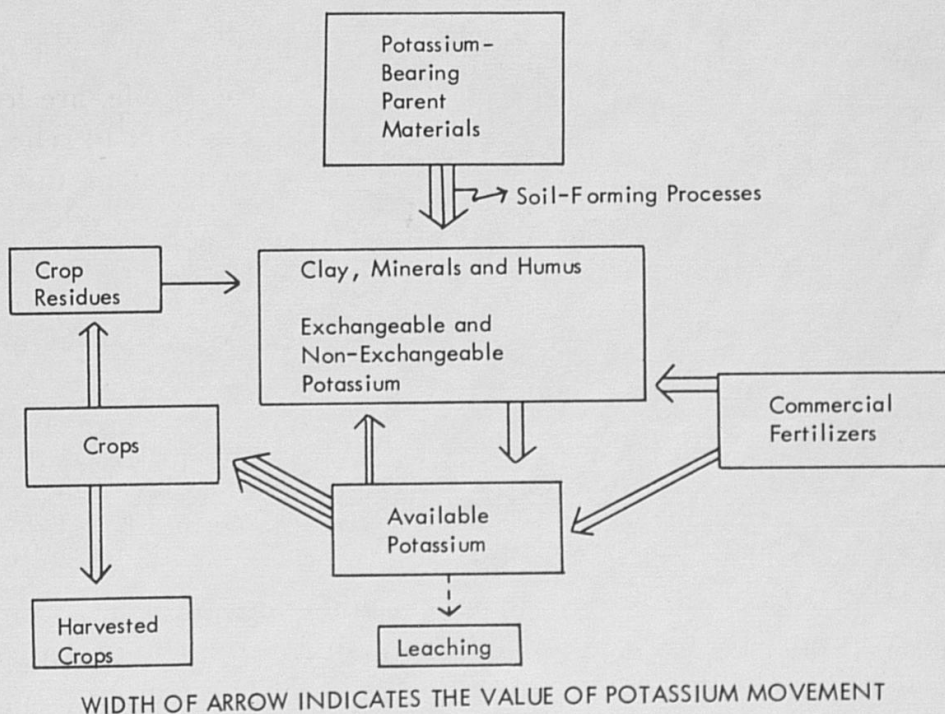 Potassium-
Bearing
Parent
Materials
Soil-Forming Processes
Crop
Residues
Clay, Minerals and Humus
Exchangeable and
Non-Exchangeable
Potassium
Commercial
Fertilizers
Crops
Available
Potassium
Harvested
Crops
Leaching
WIDTH OF ARROW INDICATES THE VALUE OF POTASSIUM MOVEMENT